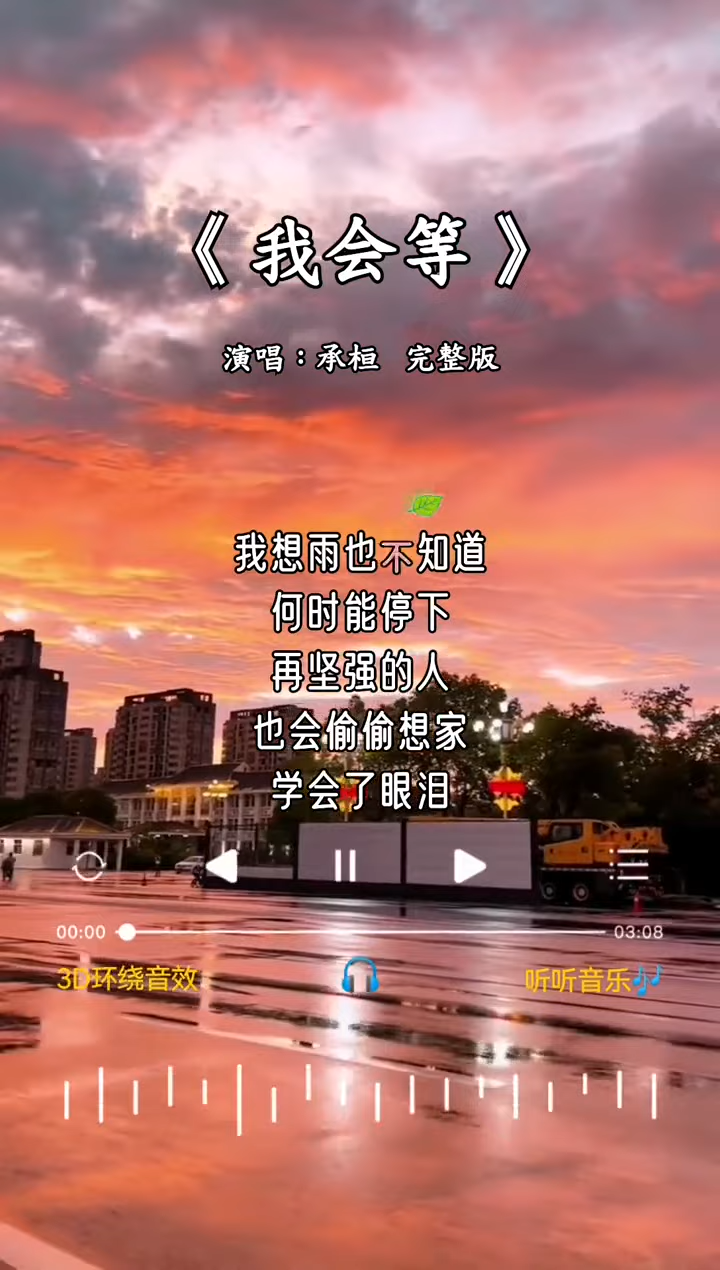 《我会等》
演唱：承桓 完整版
我想雨也不知道
何时能停下
再坚强的人
也会偷偷想家
学会了眼泪
00:00 03:08
3D环绕音效 听听音乐